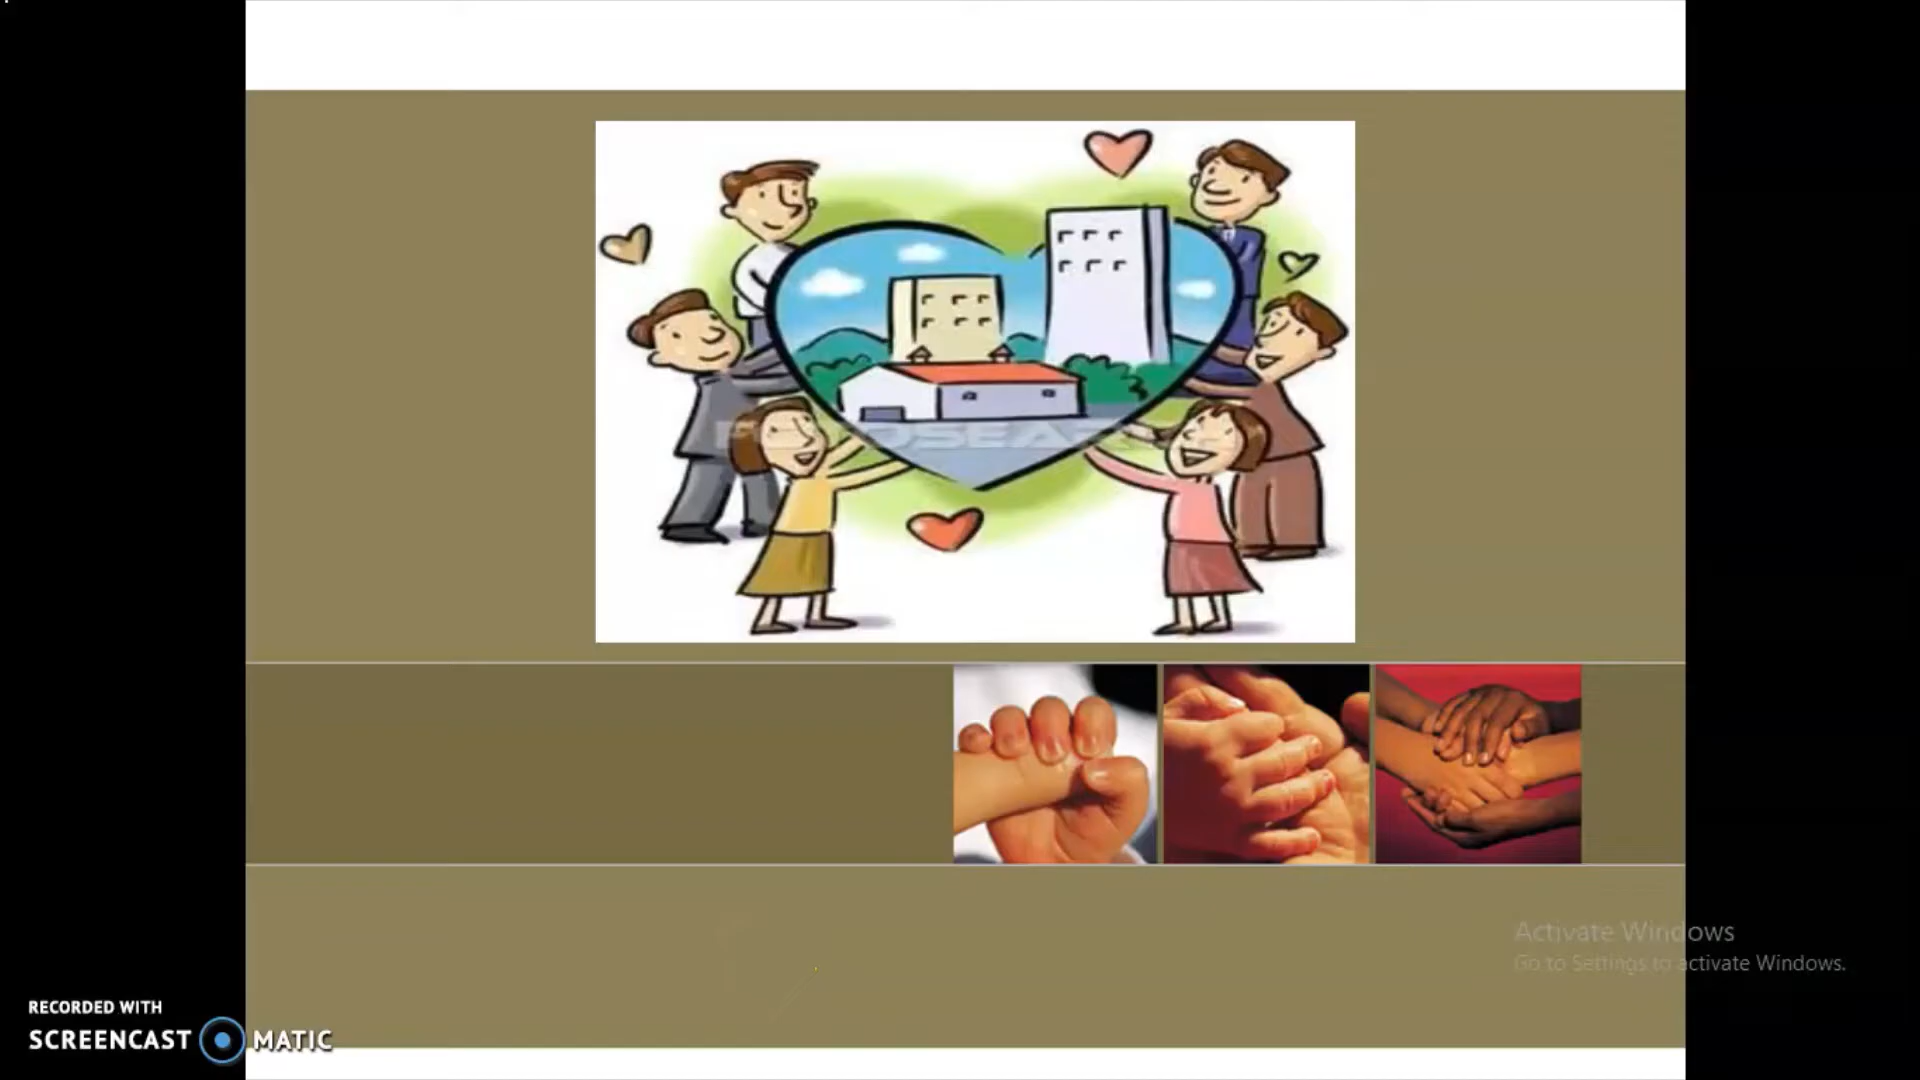 Activate Windows
Go to Settings to activate Windows.
RECORDED WITH
SCREENCAST MATIC